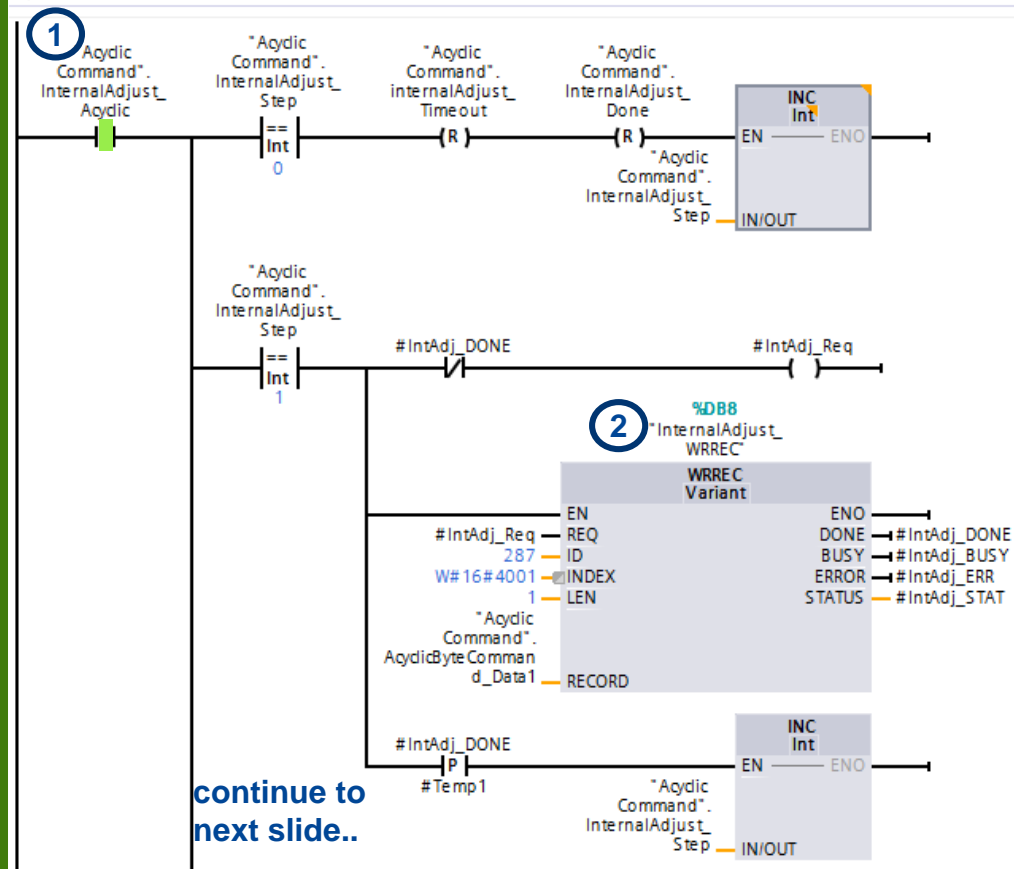 1
"Acyclic
Command".
InternalAdjust_
Acyclic
"Acyclic
Command".
InternalAdjust_
Step
==
Int
0
"Acyclic
Command".
internalAdjust_
Timeout
( R )
"Acyclic
Command".
InternalAdjust_
Done
( R )
INC
Int
EN ENO
"Acyclic
Command".
InternalAdjust_
Step
IN/OUT
"Acyclic
Command".
InternalAdjust_
Step
==
Int
1
#IntAdj_DONE
#IntAdj_Req
( )
2
%DB8
"InternalAdjust_
WRREC"
WRREC
Variant
EN ENO
#IntAdj_Req REQ DONE #IntAdj_DONE
287 ID BUSY #IntAdj_BUSY
W#16#4001 INDEX ERROR #IntAdj_ERR
1 LEN STATUS #IntAdj_STAT
"Acyclic
Command".
AcyclicByteComman
d_Data1 RECORD
#IntAdj_DONE
P
#Temp1
INC
Int
EN ENO
"Acyclic
Command".
InternalAdjust_
Step
IN/OUT
continue to
next slide..